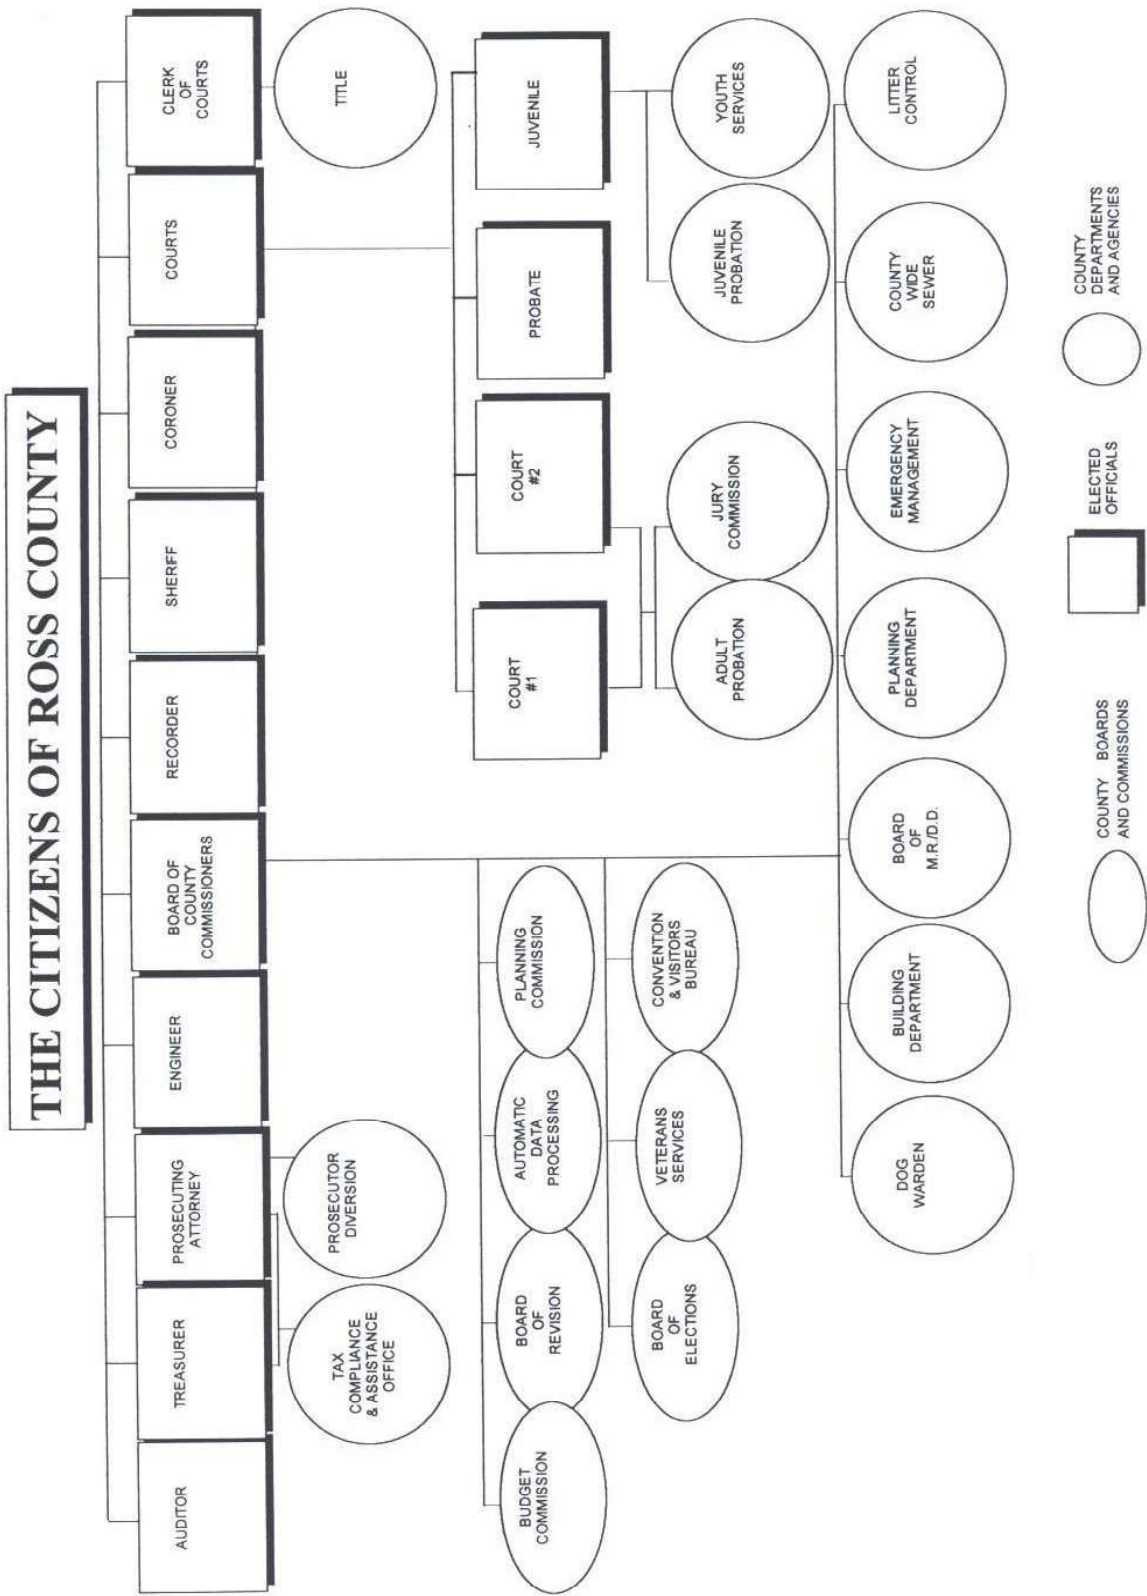 THE CITIZENS OF ROSS COUNTY
AUDITOR
TREASURER
PROSECUTING
ATTORNEY
ENGINEER
BOARD OF
COUNTY
COMMISSIONERS
RECORDER
SHERFF
CORONER
COURTS
CLERK
OF
COURTS
TAX
COMPLIANCE
& ASSISTANCE
OFFICE
PROSECUTOR
DIVERSION
TITLE
BUDGET
COMMISSION
BOARD
OF
REVISION
AUTOMATIC
DATA
PROCESSING
PLANNING
COMMISSION
COURT
#1
COURT
#2
PROBATE
JUVENILE
BOARD
OF
ELECTIONS
VETERANS
SERVICES
CONVENTION
& VISITORS
BUREAU
ADULT
PROBATION
JURY
COMMISSION
JUVENILE
PROBATION
YOUTH
SERVICES
DOG
WARDEN
BUILDING
DEPARTMENT
BOARD
OF
M.R./D.D.
PLANNING
DEPARTMENT
EMERGENCY
MANAGEMENT
COUNTY
WIDE
SEWER
LITTER
CONTROL
COUNTY BOARDS
AND COMMISSIONS
ELECTED
OFFICIALS
COUNTY
DEPARTMENTS
AND AGENCIES